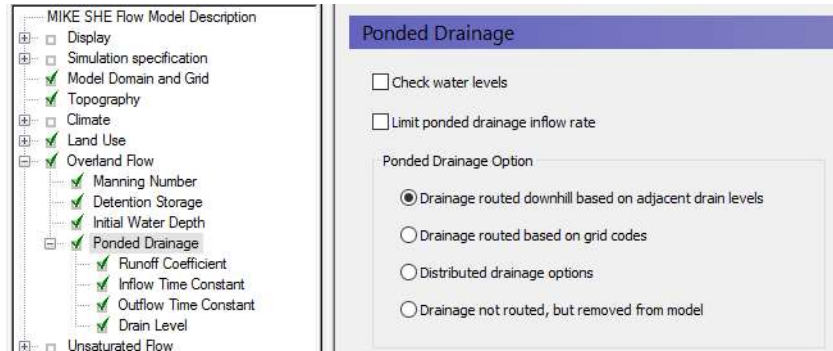 MIKE SHE Flow Model Description
Display
Simulation specification
Model Domain and Grid
Topography
Climate
Land Use
Overland Flow
Manning Number
Detention Storage
Initial Water Depth
Ponded Drainage
Runoff Coefficient
Inflow Time Constant
Outflow Time Constant
Drain Level
Unsaturated Flow
Ponded Drainage
Check water levels
Limit ponded drainage inflow rate
Ponded Drainage Option
Drainage routed downhill based on adjacent drain levels
Drainage routed based on grid codes
Distributed drainage options
Drainage not routed, but removed from model